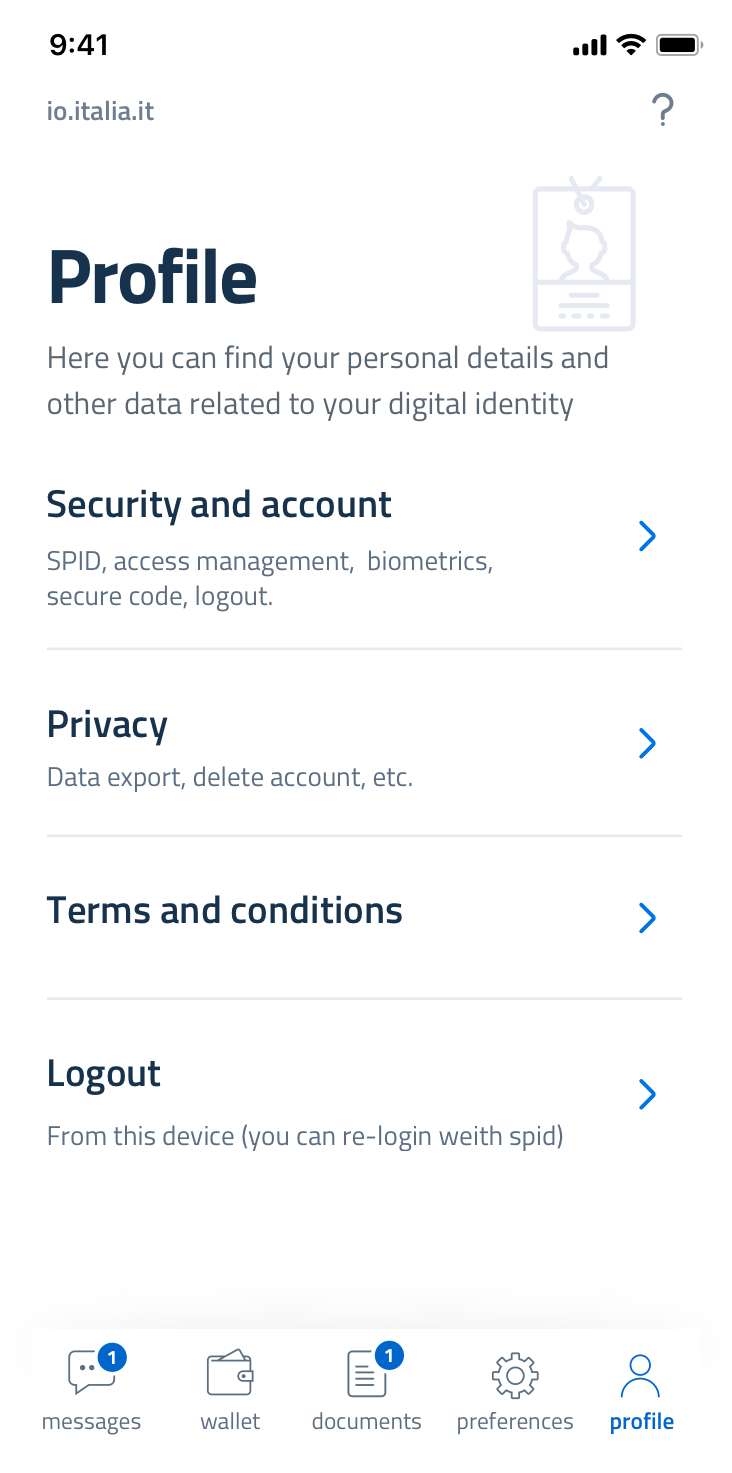 9:41
io.italia.it
?
Profile
Here you can find your personal details and
other data related to your digital identity
Security and account
SPID, access management,  biometrics,
secure code, logout.
Privacy
Data export, delete account, etc.
Terms and conditions
Logout
From this device (you can re-login weith spid)
1
1
messages wallet documents preferences profile